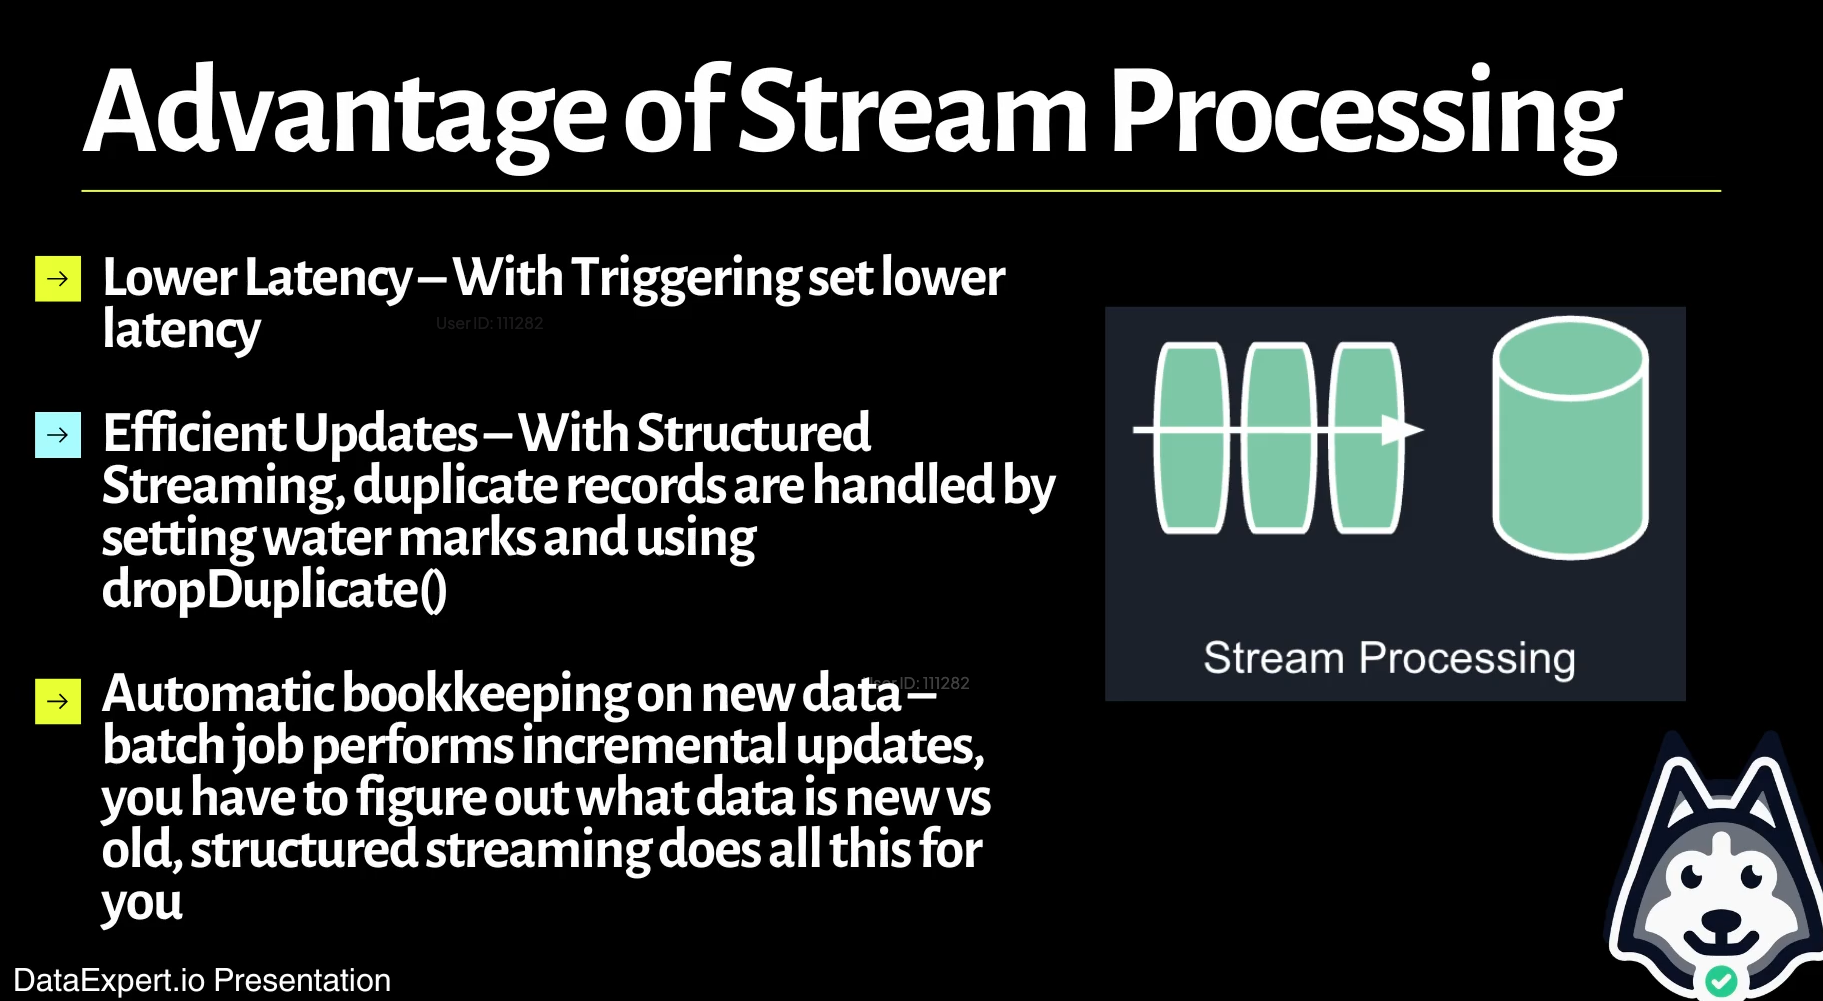 Advantage of Stream Processing
Lower Latency – With Triggering set lower
latency
User ID: 111282
Efficient Updates – With Structured
Streaming, duplicate records are handled by
setting water marks and using
dropDuplicate()
Automatic bookkeeping on new data –
User ID: 111282
batch job performs incremental updates,
you have to figure out what data is new vs
old, structured streaming does all this for
you
Stream Processing
DataExpert.io Presentation